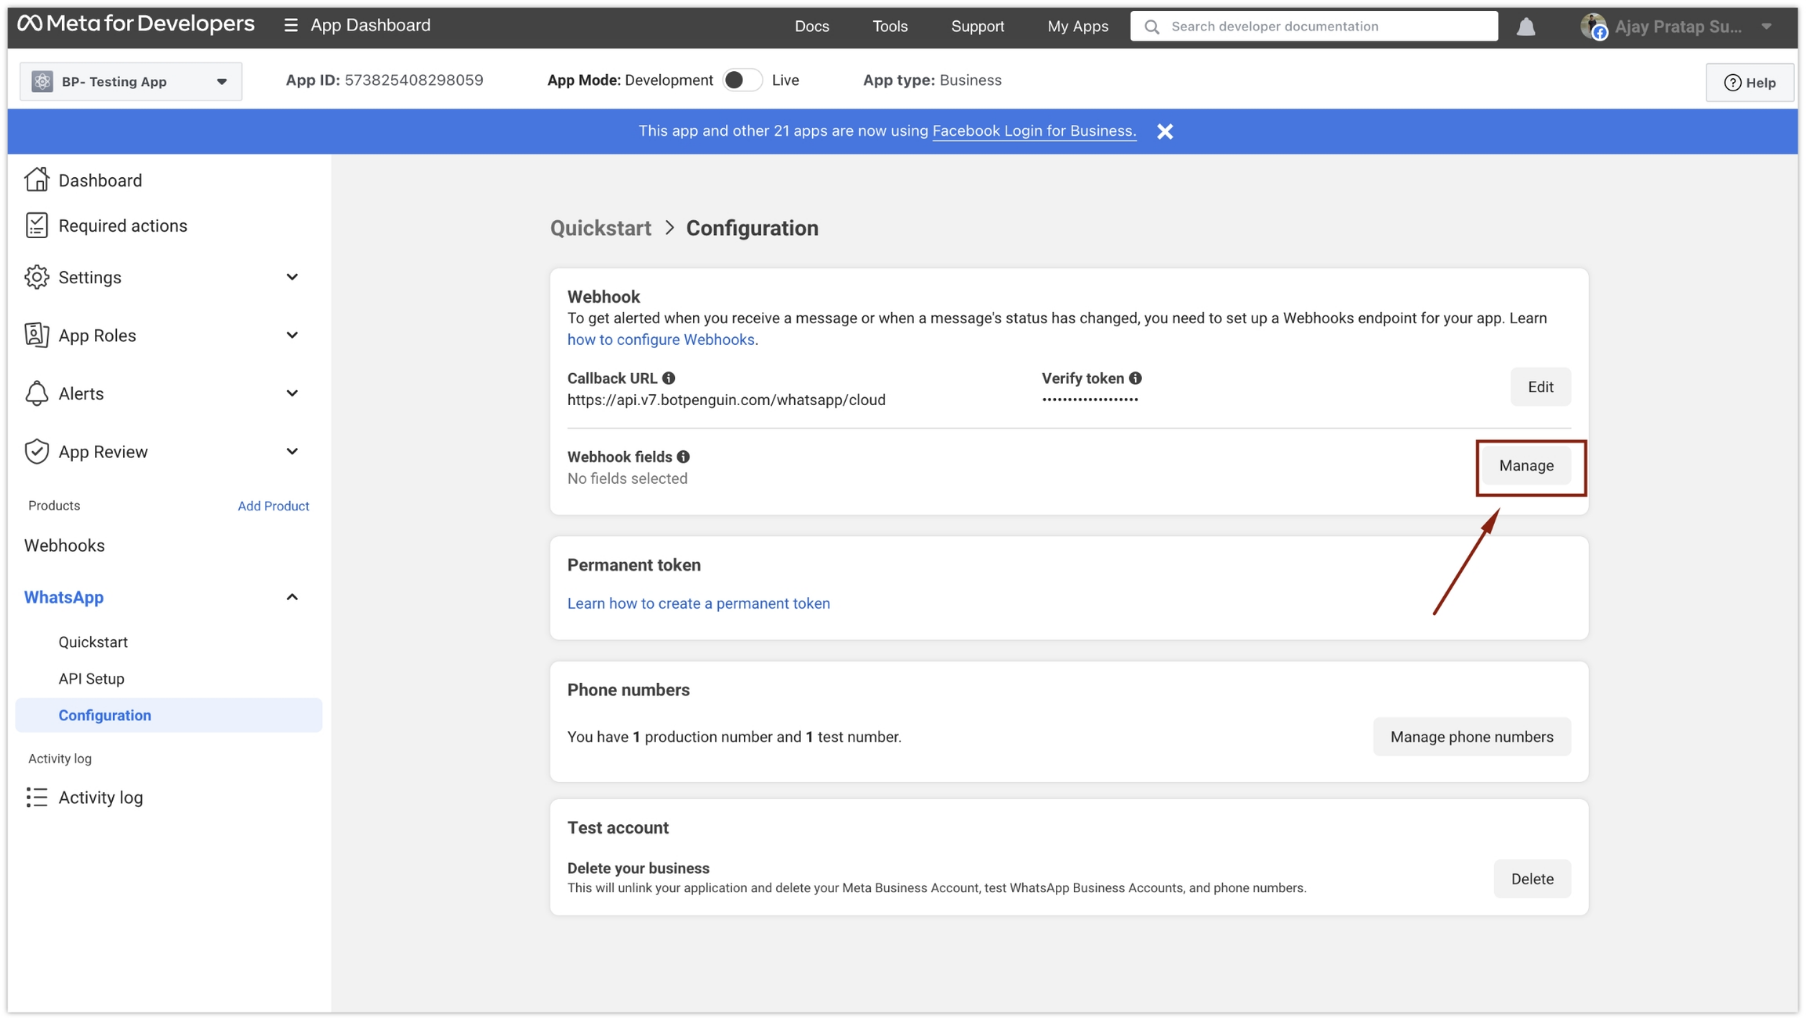 Meta for Developers
App Dashboard
Docs
Tools
Support
My Apps
Search developer documentation
Ajay Pratap Su...
BP- Testing App
App ID: 573825408298059
App Mode: Development
Live
App type: Business
Help
This app and other 21 apps are now using Facebook Login for Business.
Dashboard
Required actions
Settings
App Roles
Alerts
App Review
Products
Add Product
Webhooks
WhatsApp
Quickstart
API Setup
Configuration
Activity log
Activity log
Quickstart > Configuration
Webhook
To get alerted when you receive a message or when a message's status has changed, you need to set up a Webhooks endpoint for your app. Learn
how to configure Webhooks.
Callback URL
https://api.v7.botpenguin.com/whatsapp/cloud
Verify token
•••••••••••••••••••
Edit
Webhook fields
No fields selected
Manage
Permanent token
Learn how to create a permanent token
Phone numbers
You have 1 production number and 1 test number.
Manage phone numbers
Test account
Delete your business
This will unlink your application and delete your Meta Business Account, test WhatsApp Business Accounts, and phone numbers.
Delete